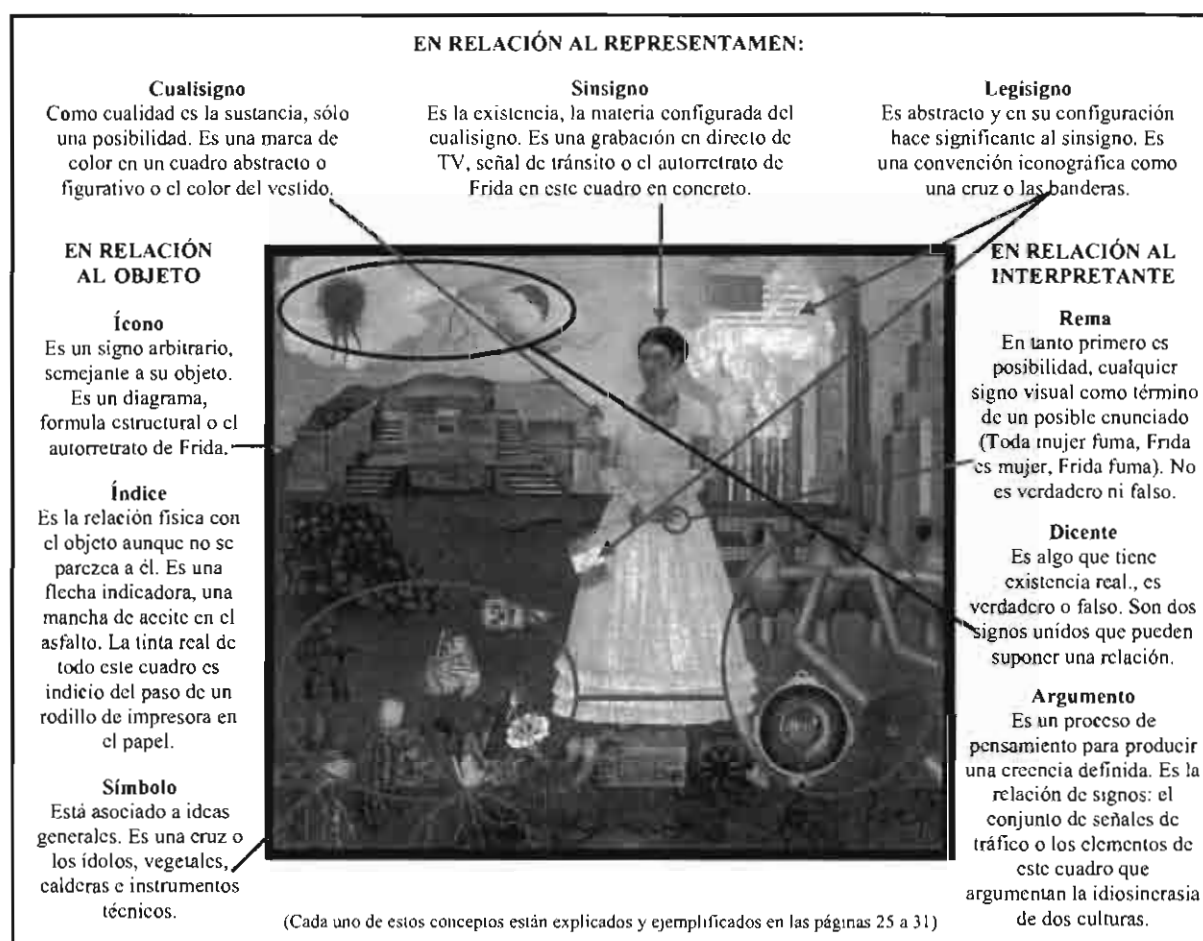 EN RELACIÓN AL REPRESENTAMEN:
Cualisigno
Como cualidad es la sustancia, sólo
una posibilidad. Es una marca de
color en un cuadro abstracto o
figurativo o el color del vestido.
Sinsigno
Es la existencia, la materia configurada del
cualisigno. Es una grabación en directo de
TV, señal de tránsito o el autorretrato de
Frida en este cuadro en concreto.
Legisigno
Es abstracto y en su configuración
hace significante al sinsigno. Es
una convención iconográfica como
una cruz o las banderas.
EN RELACIÓN
AL OBJETO
Ícono
Es un signo arbitrario,
semejante a su objeto.
Es un diagrama,
formula estructural o el
autorretrato de Frida.
Índice
Es la relación física con
el objeto aunque no se
parezca a él. Es una
flecha indicadora, una
mancha de aceite en el
asfalto. La tinta real de
todo este cuadro es
indicio del paso de un
rodillo de impresora en
el papel.
Símbolo
Está asociado a ideas
generales. Es una cruz o
los ídolos, vegetales,
calderas e instrumentos
técnicos.
EN RELACIÓN AL
INTERPRETANTE
Rema
En tanto primero es
posibilidad, cualquier
signo visual como término
de un posible enunciado
(Toda mujer fuma, Frida
es mujer, Frida fuma). No
es verdadero ni falso.
Dicente
Es algo que tiene
existencia real., es
verdadero o falso. Son dos
signos unidos que pueden
suponer una relación.
Argumento
Es un proceso de
pensamiento para producir
una creencia definida. Es la
relación de signos: el
conjunto de señales de
tráfico o los elementos de
este cuadro que
argumentan la idiosincrasia
de dos culturas.
(Cada uno de estos conceptos están explicados y ejemplificados en las páginas 25 a 31)